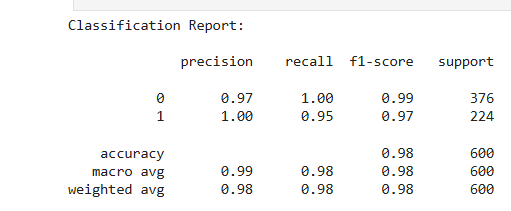 Classification Report:
precision recall f1-score support
0 0.97 1.00 0.99 376
1 1.00 0.95 0.97 224
accuracy 0.98 600
macro avg 0.99 0.98 0.98 600
weighted avg 0.98 0.98 0.98 600